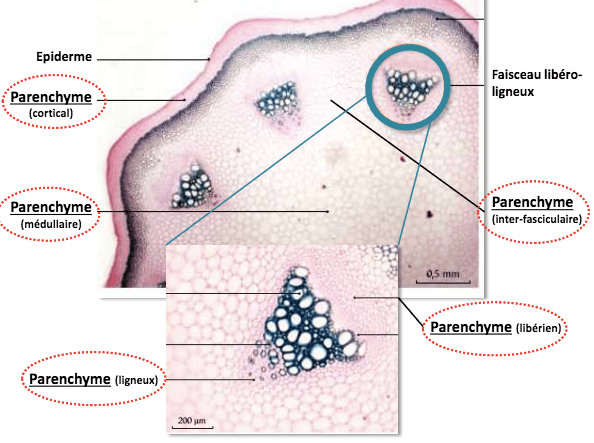 Epiderme
Parenchyme
(cortical)
Faisceau libéro-
ligneux
Parenchyme
(médullaire)
Parenchyme
(inter-fasciculaire)
0,5 mm
Parenchyme (libérien)
Parenchyme (ligneux)
200 µm